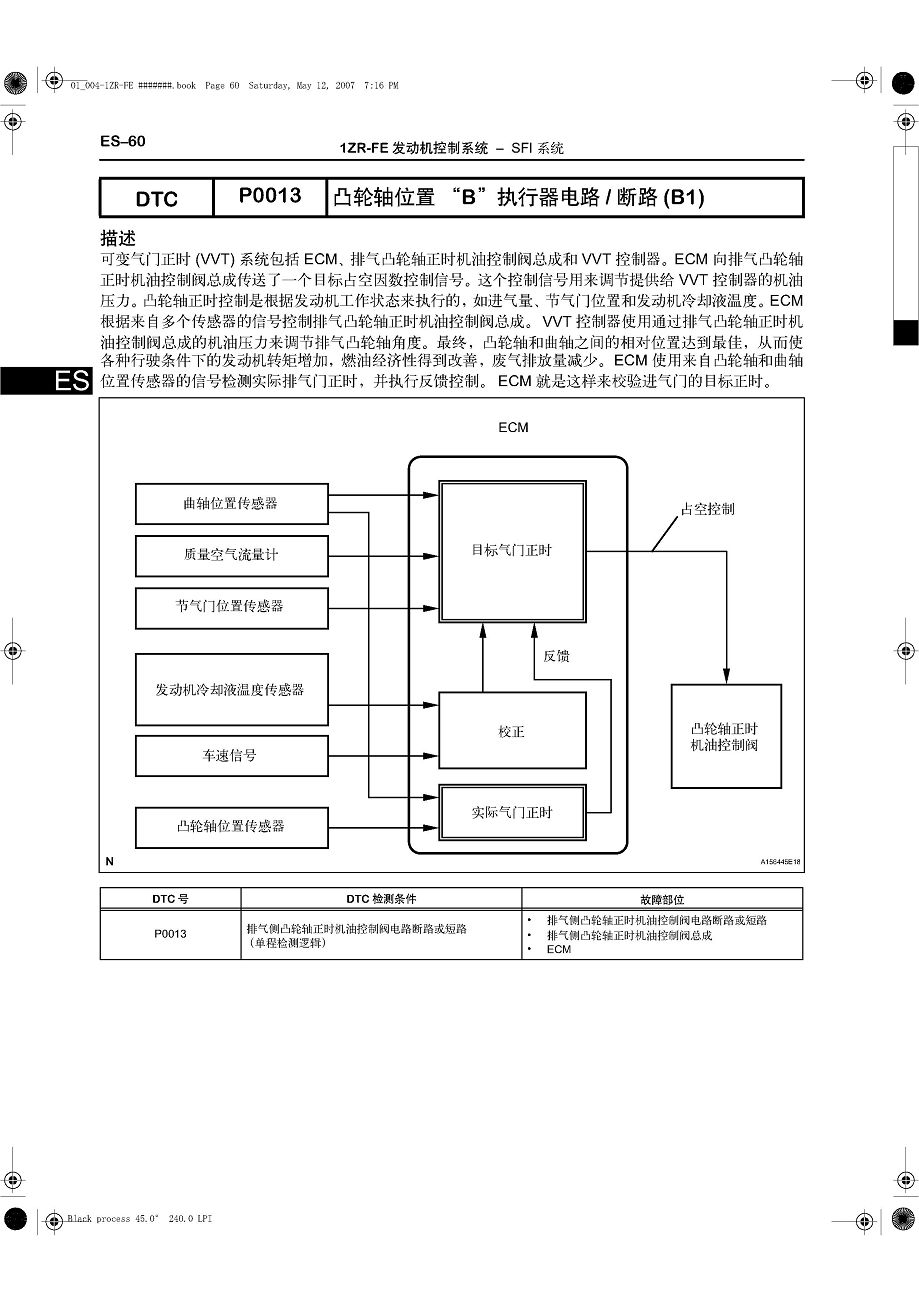 01_004-1ZR-FE #######.book Page 60 Saturday, May 12, 2007 7:16 PM
ES–60
1ZR-FE 发动机控制系统 – SFI 系统
DTC P0013 凸轮轴位置 “B”执行器电路 / 断路 (B1)
描述
可变气门正时 (VVT) 系统包括 ECM、排气凸轮轴正时机油控制阀总成和 VVT 控制器。ECM 向排气凸轮轴
正时机油控制阀总成传送了一个目标占空因数控制信号。这个控制信号用来调节提供给 VVT 控制器的机油
压力。凸轮轴正时控制是根据发动机工作状态来执行的，如进气量、节气门位置和发动机冷却液温度。ECM
根据来自多个传感器的信号控制排气凸轮轴正时机油控制阀总成。 VVT 控制器使用通过排气凸轮轴正时机
油控制阀总成的机油压力来调节排气凸轮轴角度。最终，凸轮轴和曲轴之间的相对位置达到最佳，从而使
各种行驶条件下的发动机转矩增加，燃油经济性得到改善，废气排放量减少。 ECM 使用来自凸轮轴和曲轴
位置传感器的信号检测实际排气门正时，并执行反馈控制。 ECM 就是这样来校验进气门的目标正时。
ES
ECM
曲轴位置传感器
占空控制
质量空气流量计
目标气门正时
节气门位置传感器
反馈
发动机冷却液温度传感器
校正
凸轮轴正时
机油控制阀
车速信号
实际气门正时
凸轮轴位置传感器
N
A156445E18
DTC 号 DTC 检测条件 故障部位
P0013
排气侧凸轮轴正时机油控制阀电路断路或短路
（单程检测逻辑）
• 排气侧凸轮轴正时机油控制阀电路断路或短路
• 排气侧凸轮轴正时机油控制阀总成
• ECM
Black process 45.0° 240.0 LPI